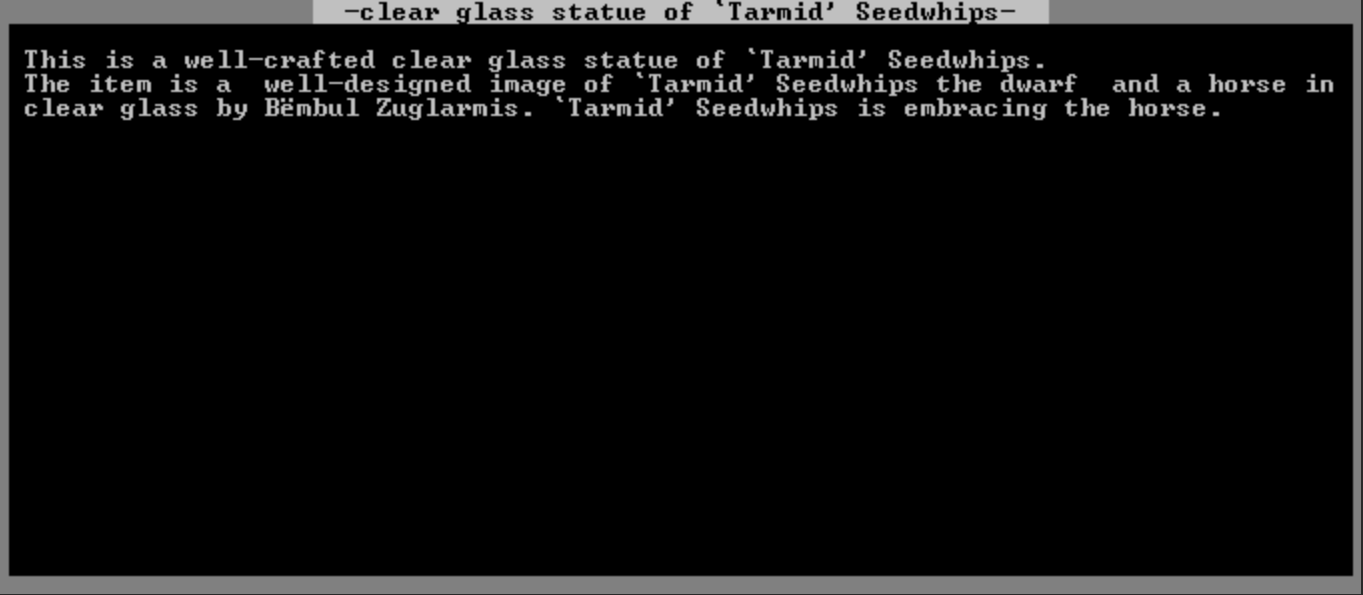 -clear glass statue of `Tarmid' Seedwhips-
This is a well-crafted clear glass statue of `Tarmid' Seedwhips.
The item is a  well-designed image of `Tarmid' Seedwhips the dwarf  and a horse in
clear glass by Bëmbul Zuglarmis. `Tarmid' Seedwhips is embracing the horse.